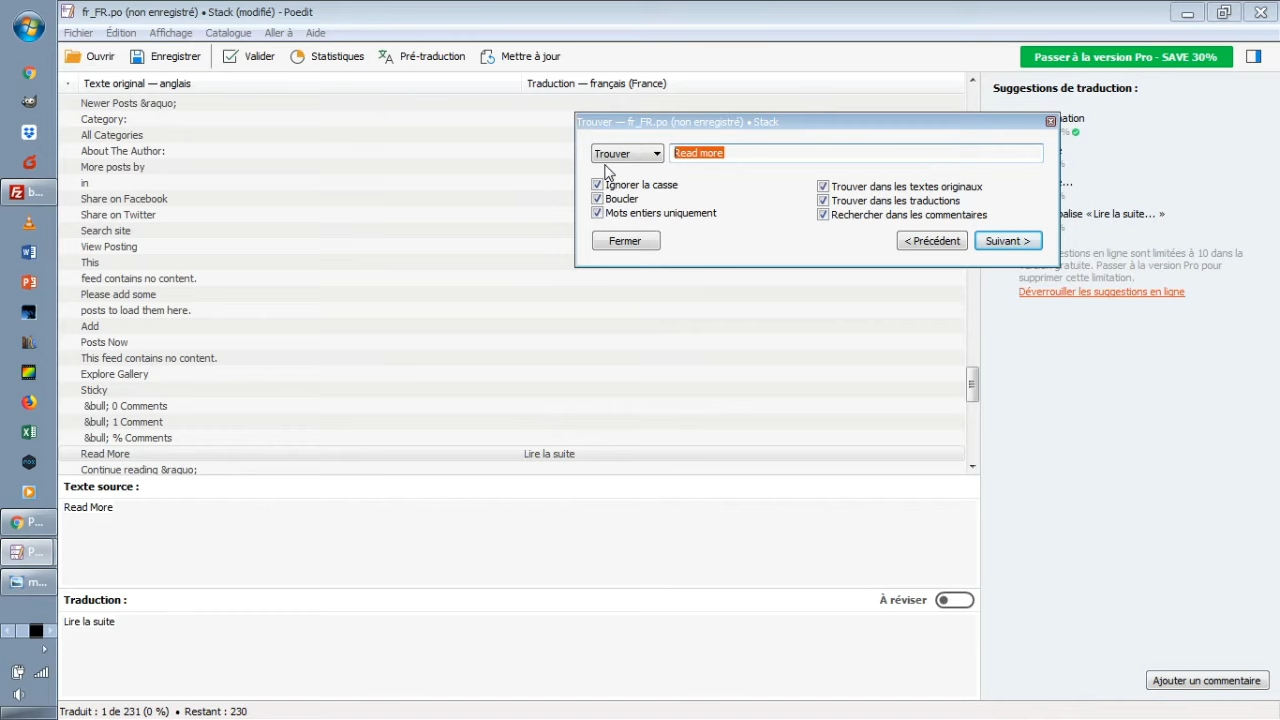 fr_FR.po (non enregistré) • Stack (modifié) - Poedit
Fichier Édition Affichage Catalogue Aller à Aide
Ouvrir Enregistrer Valider Statistiques Pré-traduction Mettre à jour Passer à la version Pro - SAVE 30%
Texte original — anglais Traduction — français (France)
Newer Posts &raquo;
Category:
All Categories
About The Author:
More posts by
in
Share on Facebook
Share on Twitter
Search site
View Posting
This
feed contains no content.
Please add some
posts to load them here.
Add
Posts Now
This feed contains no content.
Explore Gallery
Sticky
&bull; 0 Comments
&bull; 1 Comment
&bull; % Comments
Read More Lire la suite
Continue reading &raquo;
Trouver — fr_FR.po (non enregistré) • Stack
Trouver Read more
Ignorer la casse
Boucler
Mots entiers uniquement
Trouver dans les textes originaux
Trouver dans les traductions
Rechercher dans les commentaires
Fermer < Précédent Suivant >
Suggestions de traduction :
«Lire la suite... »
limitées à 10 dans la
version gratuite. Passer à la version Pro pour
supprimer cette limitation.
Déverrouiller les suggestions en ligne
Texte source :
Read More
Traduction : À réviser
Lire la suite
Ajouter un commentaire
Traduit : 1 de 231 (0 %) • Restant : 230
b...
P...
P...
m...